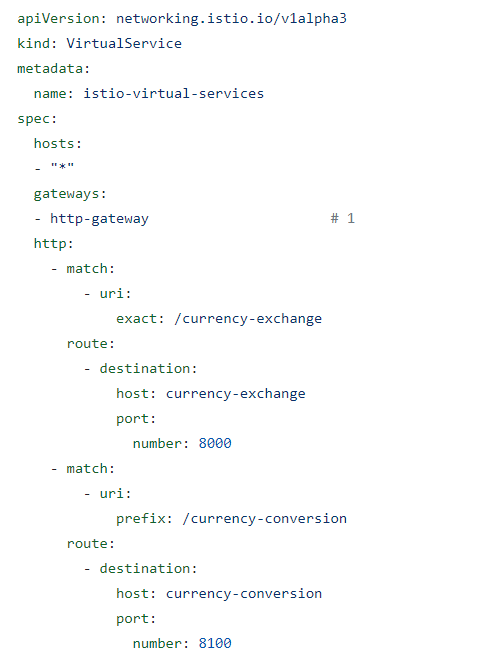 apiVersion: networking.istio.io/v1alpha3
kind: VirtualService
metadata:
  name: istio-virtual-services
spec:
  hosts:
  - "*"
  gateways:
  - http-gateway                      # 1
  http:
    - match:
        - uri:
            exact: /currency-exchange
      route:
        - destination:
            host: currency-exchange
            port:
              number: 8000
    - match:
        - uri:
            prefix: /currency-conversion
      route:
        - destination:
            host: currency-conversion
            port:
              number: 8100